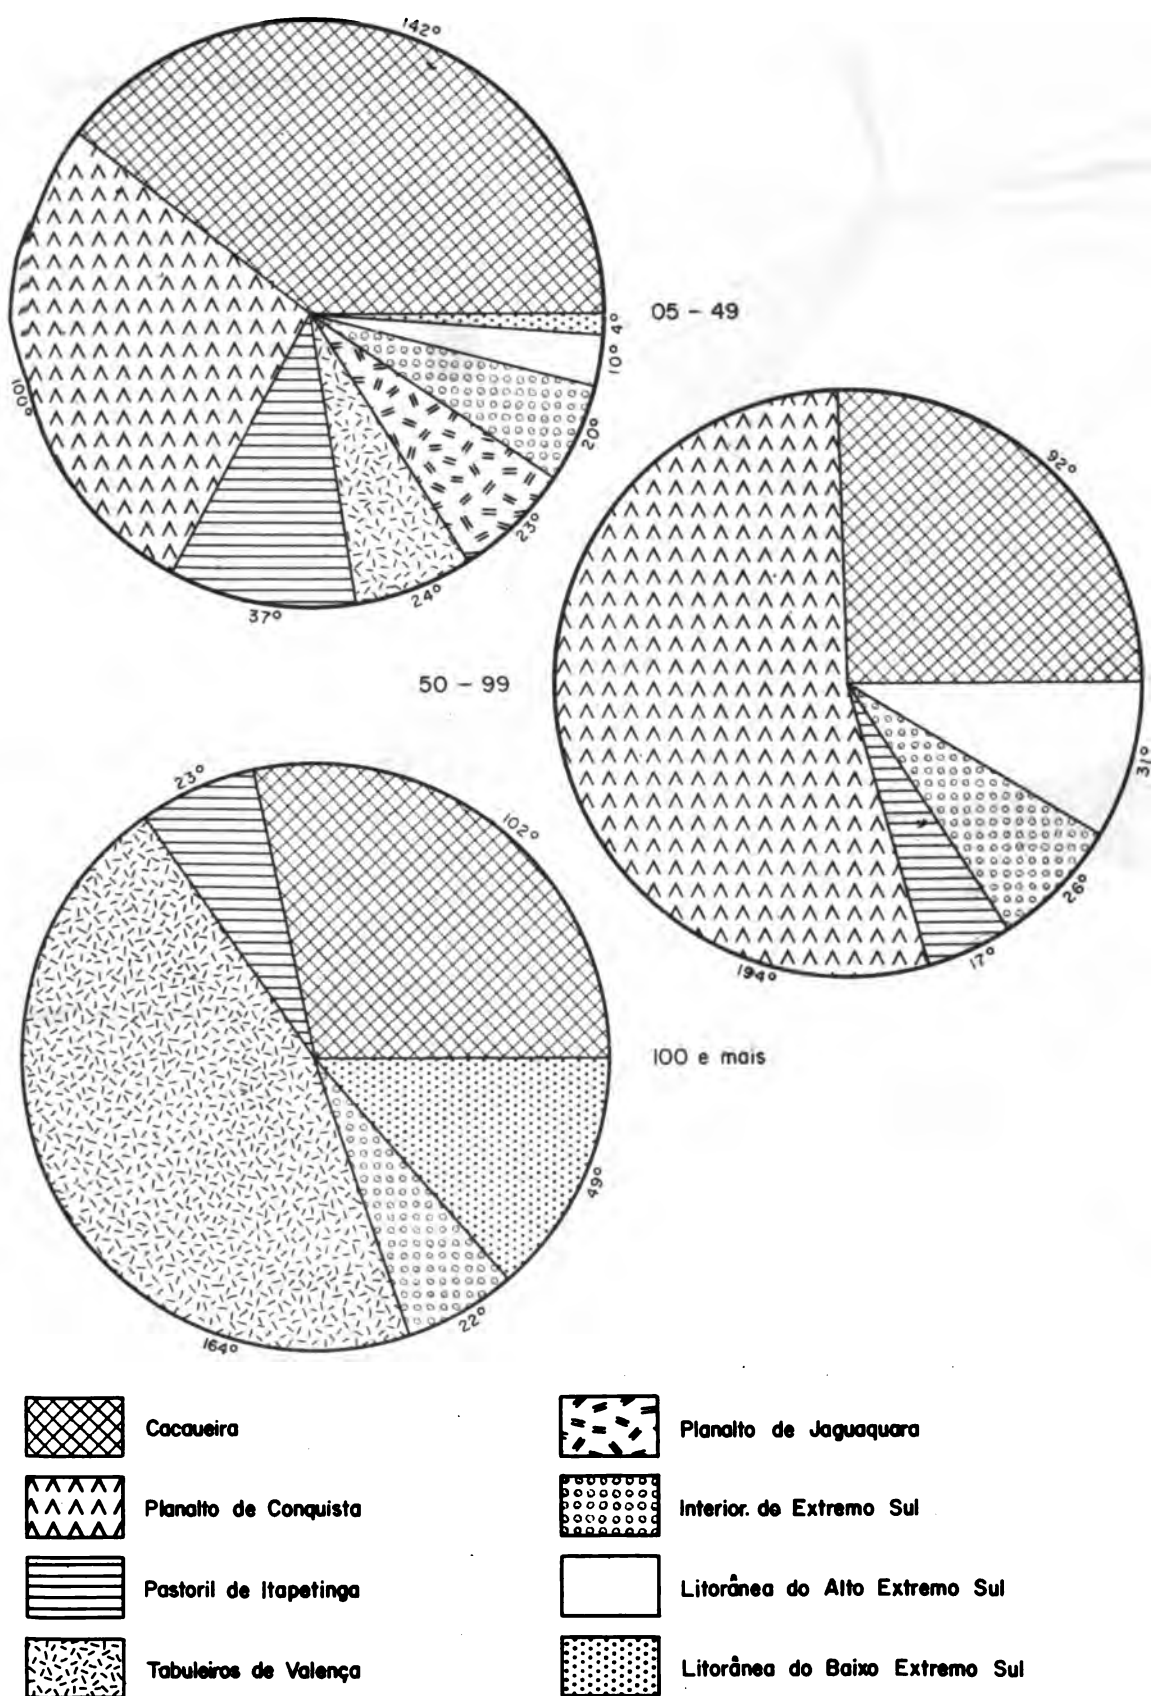 142°
05 - 49
4°
10°
20°
23°
24°
37°
100°
92°
31°
26°
17°
194°
50 - 99
23°
102°
100 e mais
49°
22°
164°
Cacaueira
Planalto de Conquista
Pastoril de Itapetinga
Tabuleiros de Valença
Planalto de Jaguaquara
Interior. do Extremo Sul
Litorânea do Alto Extremo Sul
Litorânea do Baixo Extremo Sul